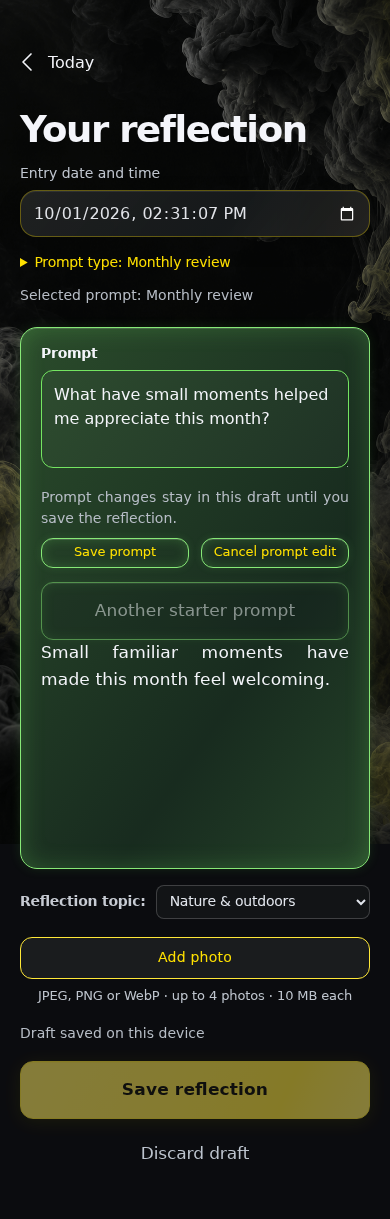 Today
Your reflection
Entry date and time
10/01/2026, 02:31:07 PM
Prompt type: Monthly review
Selected prompt: Monthly review
Prompt
What have small moments helped
me appreciate this month?
Prompt changes stay in this draft until you
save the reflection.
Save prompt
Cancel prompt edit
Another starter prompt
Small familiar moments have
made this month feel welcoming.
Reflection topic:
Nature & outdoors
Add photo
JPEG, PNG or WebP · up to 4 photos · 10 MB each
Draft saved on this device
Save reflection
Discard draft